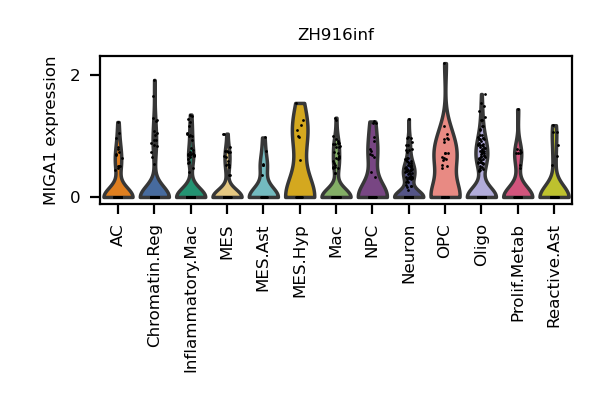 ZH916inf
MIGA1 expression
2
0
AC
Chromatin.Reg
Inflammatory.Mac
MES
MES.Ast
MES.Hyp
Mac
NPC
Neuron
OPC
Oligo
Prolif.Metab
Reactive.Ast